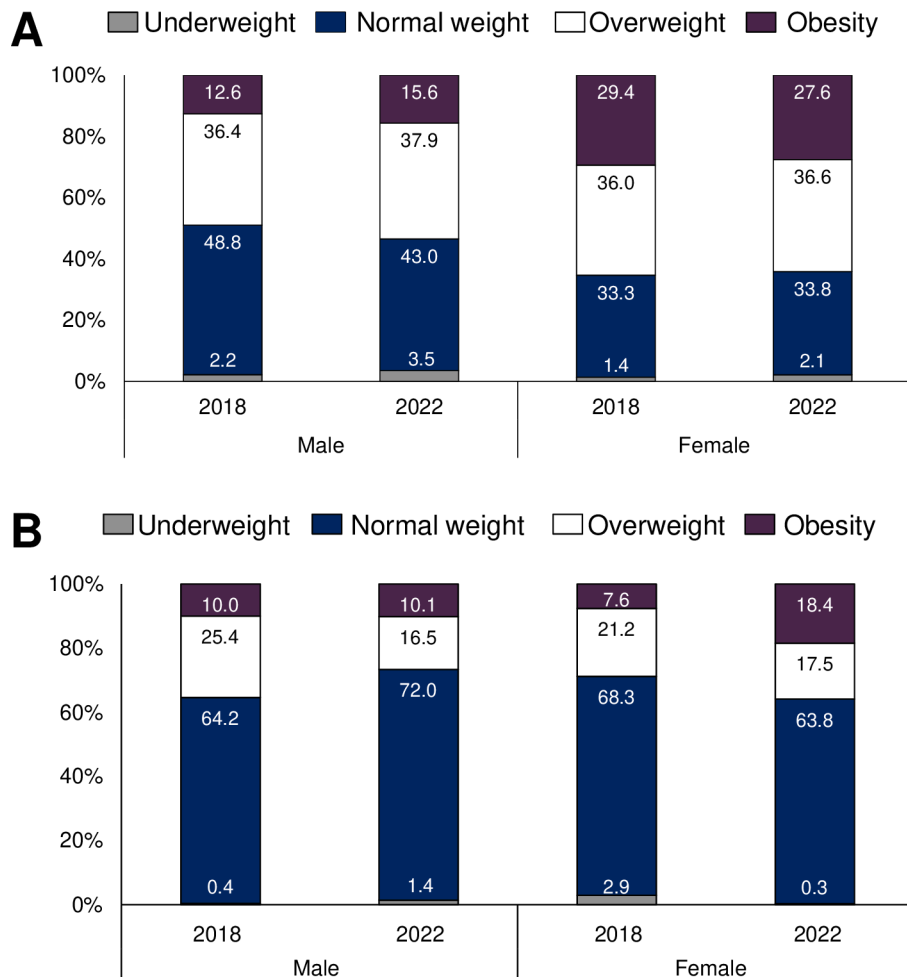 A
Underweight Normal weight Overweight Obesity
100%
12.6 15.6 29.4 27.6
80%
36.4 37.9 36.0 36.6
60%
48.8 43.0 33.3 33.8
40%
20%
2.2 3.5 1.4 2.1
0%
2018 2022 2018 2022
Male Female
B
Underweight Normal weight Overweight Obesity
100%
10.0 10.1 7.6 18.4
25.4 16.5 21.2 17.5
80%
64.2 72.0 68.3 63.8
60%
40%
20%
0.4 1.4 2.9 0.3
0%
2018 2022 2018 2022
Male Female